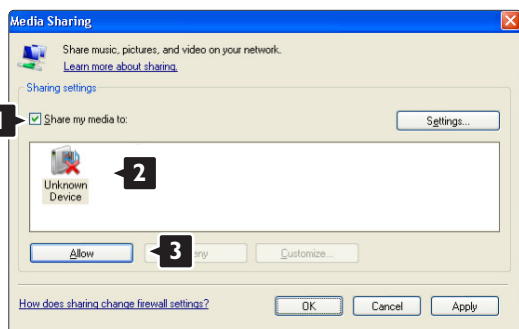 Media Sharing
Share music, pictures, and video on your network.
Learn more about sharing.
Sharing settings
Share my media to:
Settings...
2
Unknown
Device
Allow
3
Customize...
How does sharing change firewall settings?
OK
Cancel
Apply